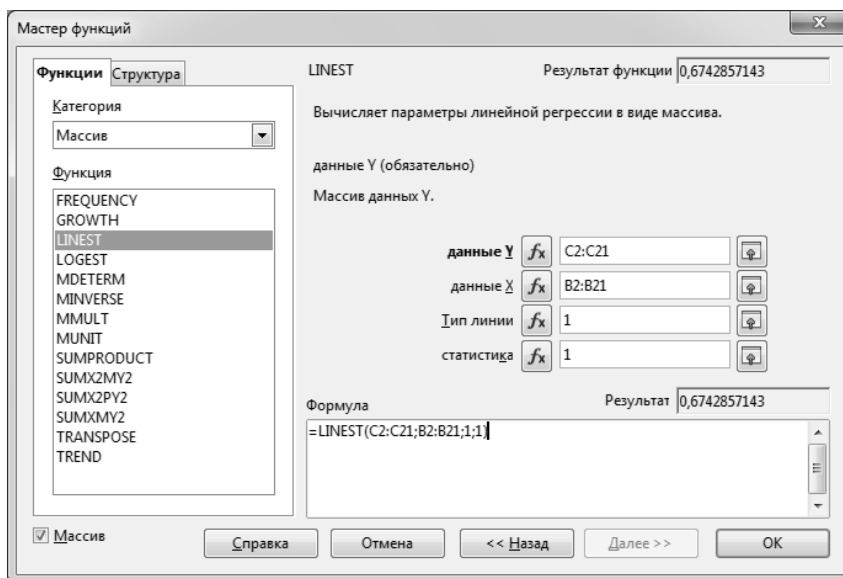 Мастер функций
Функции Структура
Категория
Массив
Функция
FREQUENCY
GROWTH
LINEST
LOGEST
MDETERM
MINVERSE
MMULT
MUNIT
SUMPRODUCT
SUMX2MY2
SUMX2PY2
SUMXMY2
TRANSPOSE
TREND
LINEST
Результат функции 0,6742857143
Вычисляет параметры линейной регрессии в виде массива.
данные Y (обязательно)
Массив данных Y.
данные Y fx C2:C21
данные X fx B2:B21
Тип линии fx 1
статистика fx 1
Формула
Результат 0,6742857143
=LINEST(C2:C21;B2:B21;1;1)
Массив
Справка
Отмена
<< Назад
Далее >>
OK